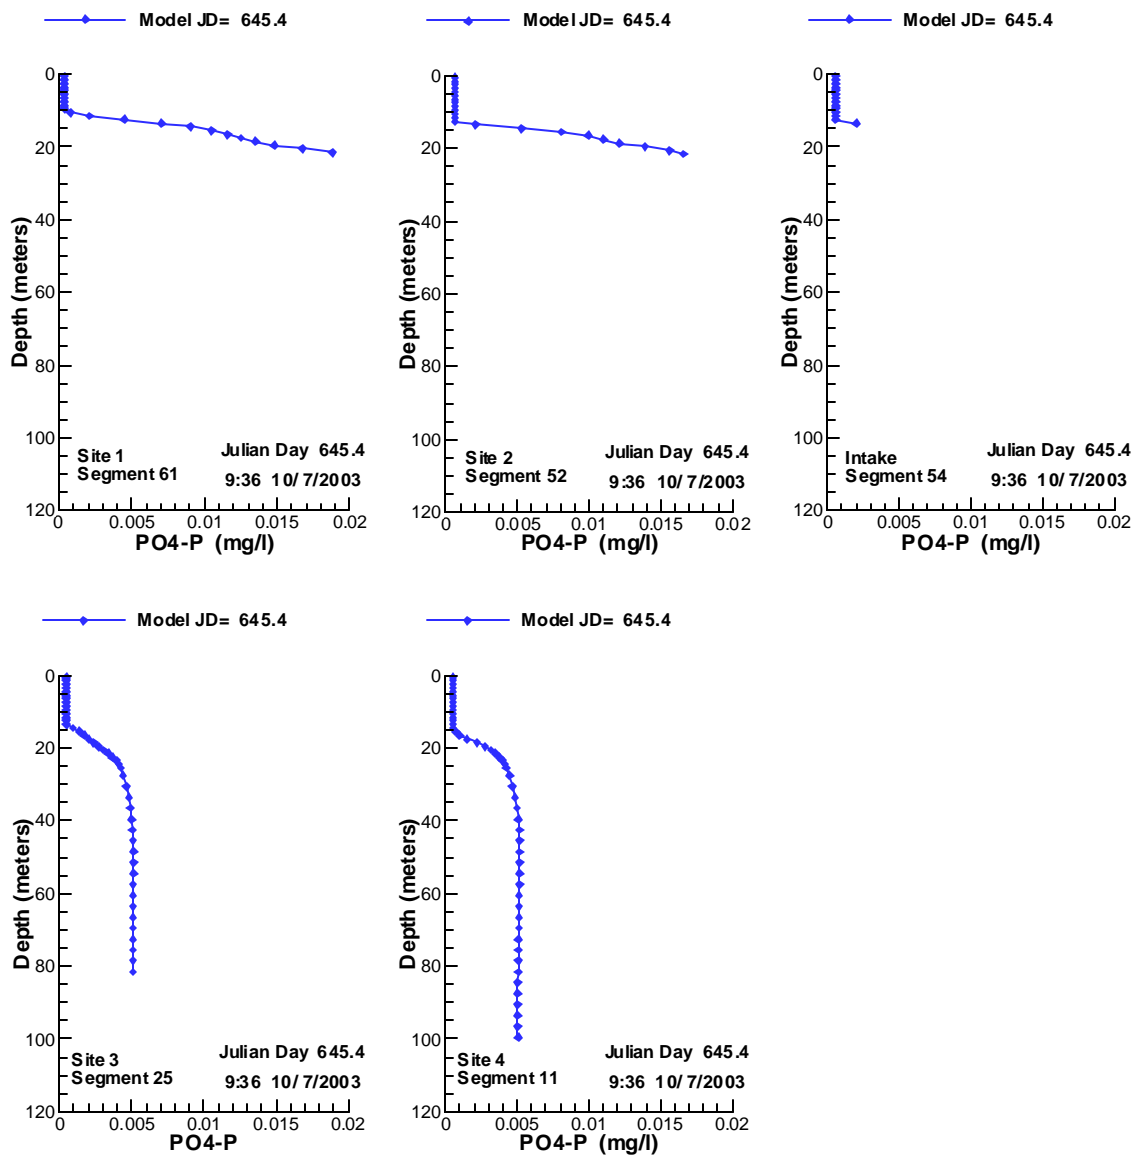 Model JD= 645.4
0
20
40
60
80
100
120
Depth (meters)
Site 1
Segment 61
Julian Day 645.4
9:36 10/7/2003
0 0.005 0.01 0.015 0.02
PO4-P (mg/l)
Model JD= 645.4
0
20
40
60
80
100
120
Depth (meters)
Site 2
Segment 52
Julian Day 645.4
9:36 10/7/2003
0 0.005 0.01 0.015 0.02
PO4-P (mg/l)
Model JD= 645.4
0
20
40
60
80
100
120
Depth (meters)
Intake
Segment 54
Julian Day 645.4
9:36 10/7/2003
0 0.005 0.01 0.015 0.02
PO4-P (mg/l)
Model JD= 645.4
0
20
40
60
80
100
120
Depth (meters)
Site 3
Segment 25
Julian Day 645.4
9:36 10/7/2003
0 0.005 0.01 0.015 0.02
PO4-P
Model JD= 645.4
0
20
40
60
80
100
120
Depth (meters)
Site 4
Segment 11
Julian Day 645.4
9:36 10/7/2003
0 0.005 0.01 0.015 0.02
PO4-P (mg/l)